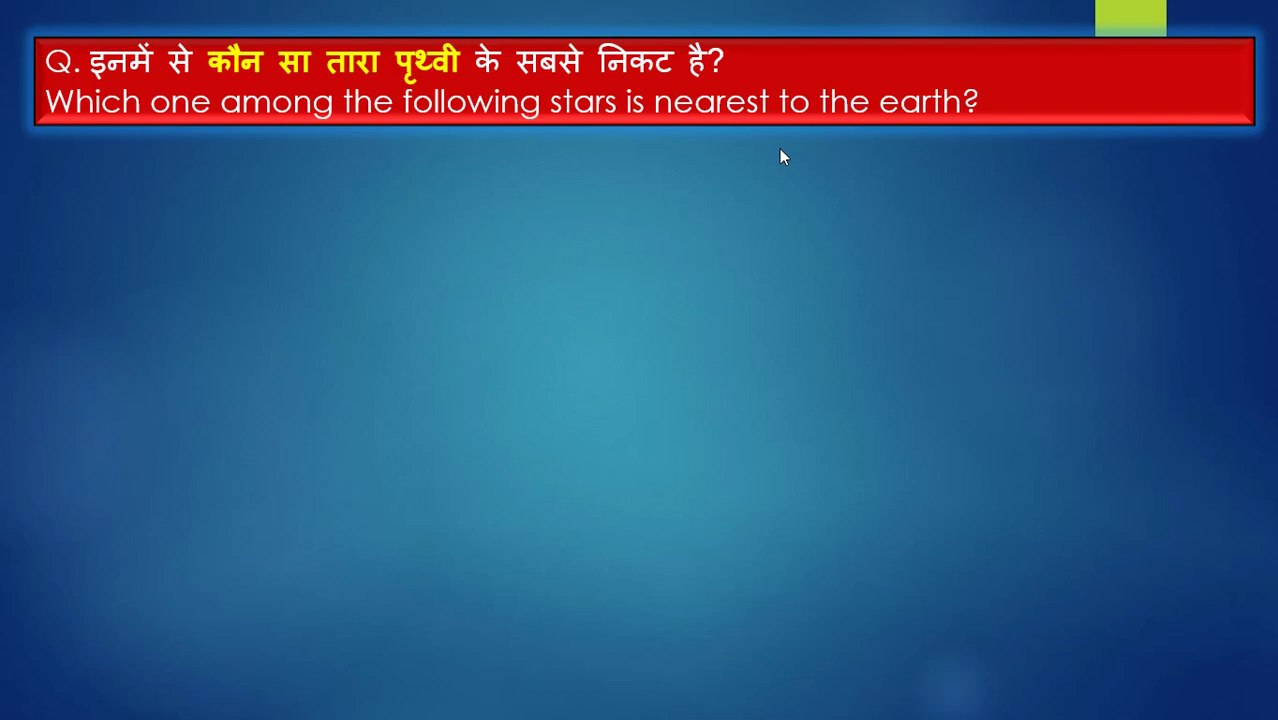 Q. इनमें से कौन सा तारा पृथ्वी के सबसे निकट है?
Which one among the following stars is nearest to the earth?